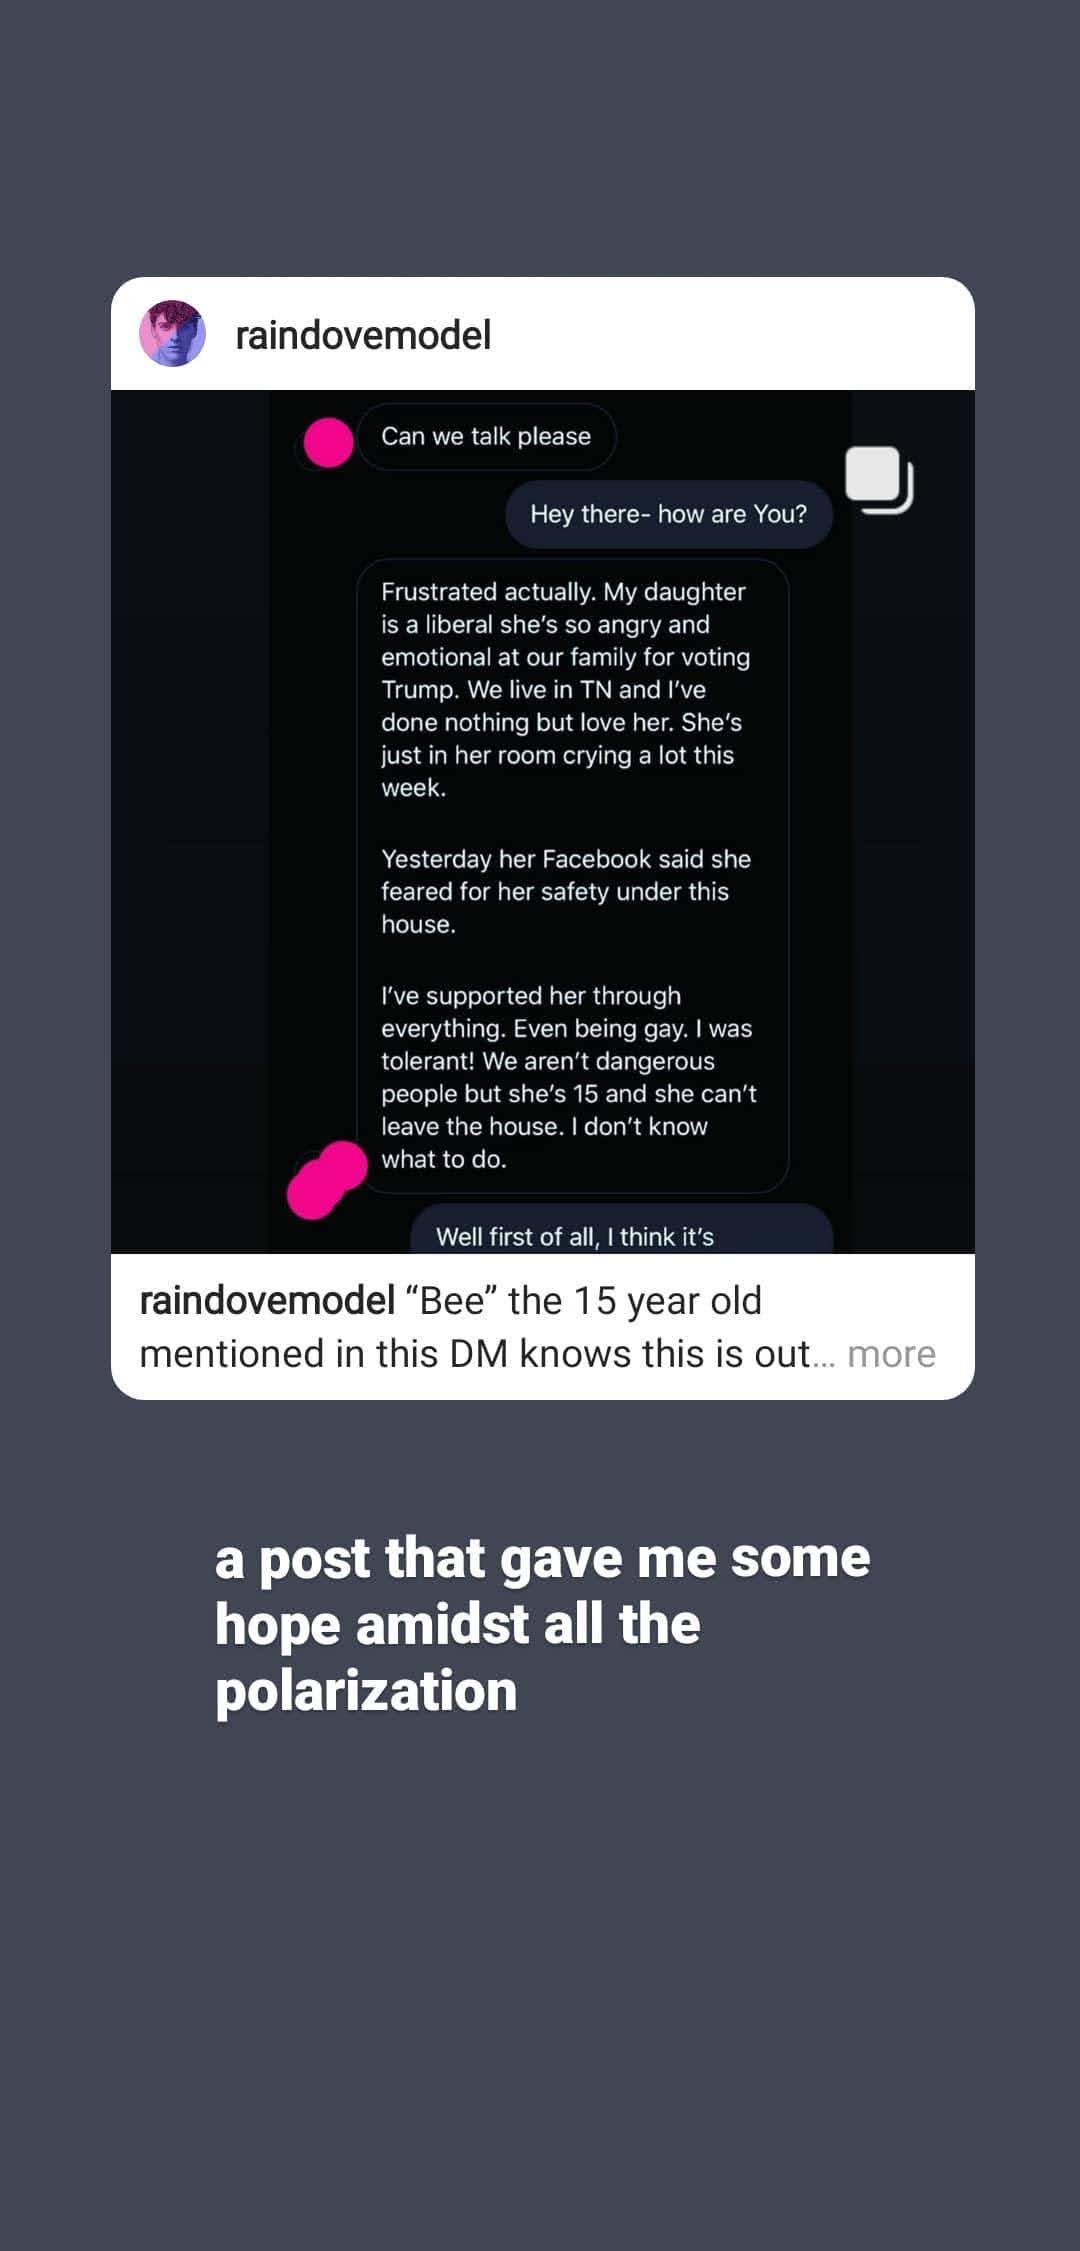 raindovemodel
Can we talk please
Hey there- how are You?
Frustrated actually. My daughter
is a liberal she’s so angry and
emotional at our family for voting
Trump. We live in TN and I’ve
done nothing but love her. She’s
just in her room crying a lot this
week.
Yesterday her Facebook said she
feared for her safety under this
house.
I’ve supported her through
everything. Even being gay. I was
tolerant! We aren’t dangerous
people but she’s 15 and she can’t
leave the house. I don’t know
what to do.
Well first of all, I think it’s
raindovemodel “Bee” the 15 year old
mentioned in this DM knows this is out... more
a post that gave me some
hope amidst all the
polarization